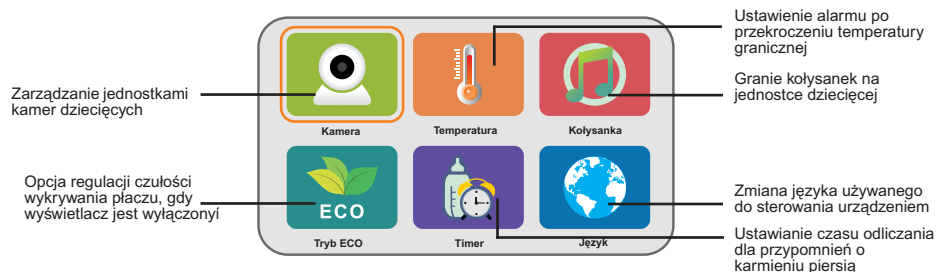 Ustawienie alarmu po
przekroczeniu temperatury
granicznej
Zarządzanie jednostkami
kamer dziecięcych
Granie kołysanek na
jednostce dziecięcej
Kamera
Temperatura
Kołysanka
Opcja regulacji czułości
wykrywania płaczu, gdy
wyświetlacz jest wyłączonyí
ECO
Zmiana języka używanego
do sterowania urządzeniem
Tryb ECO
Timer
Język
Ustawianie czasu odliczania
dla przypomnień o
karmieniu piersią